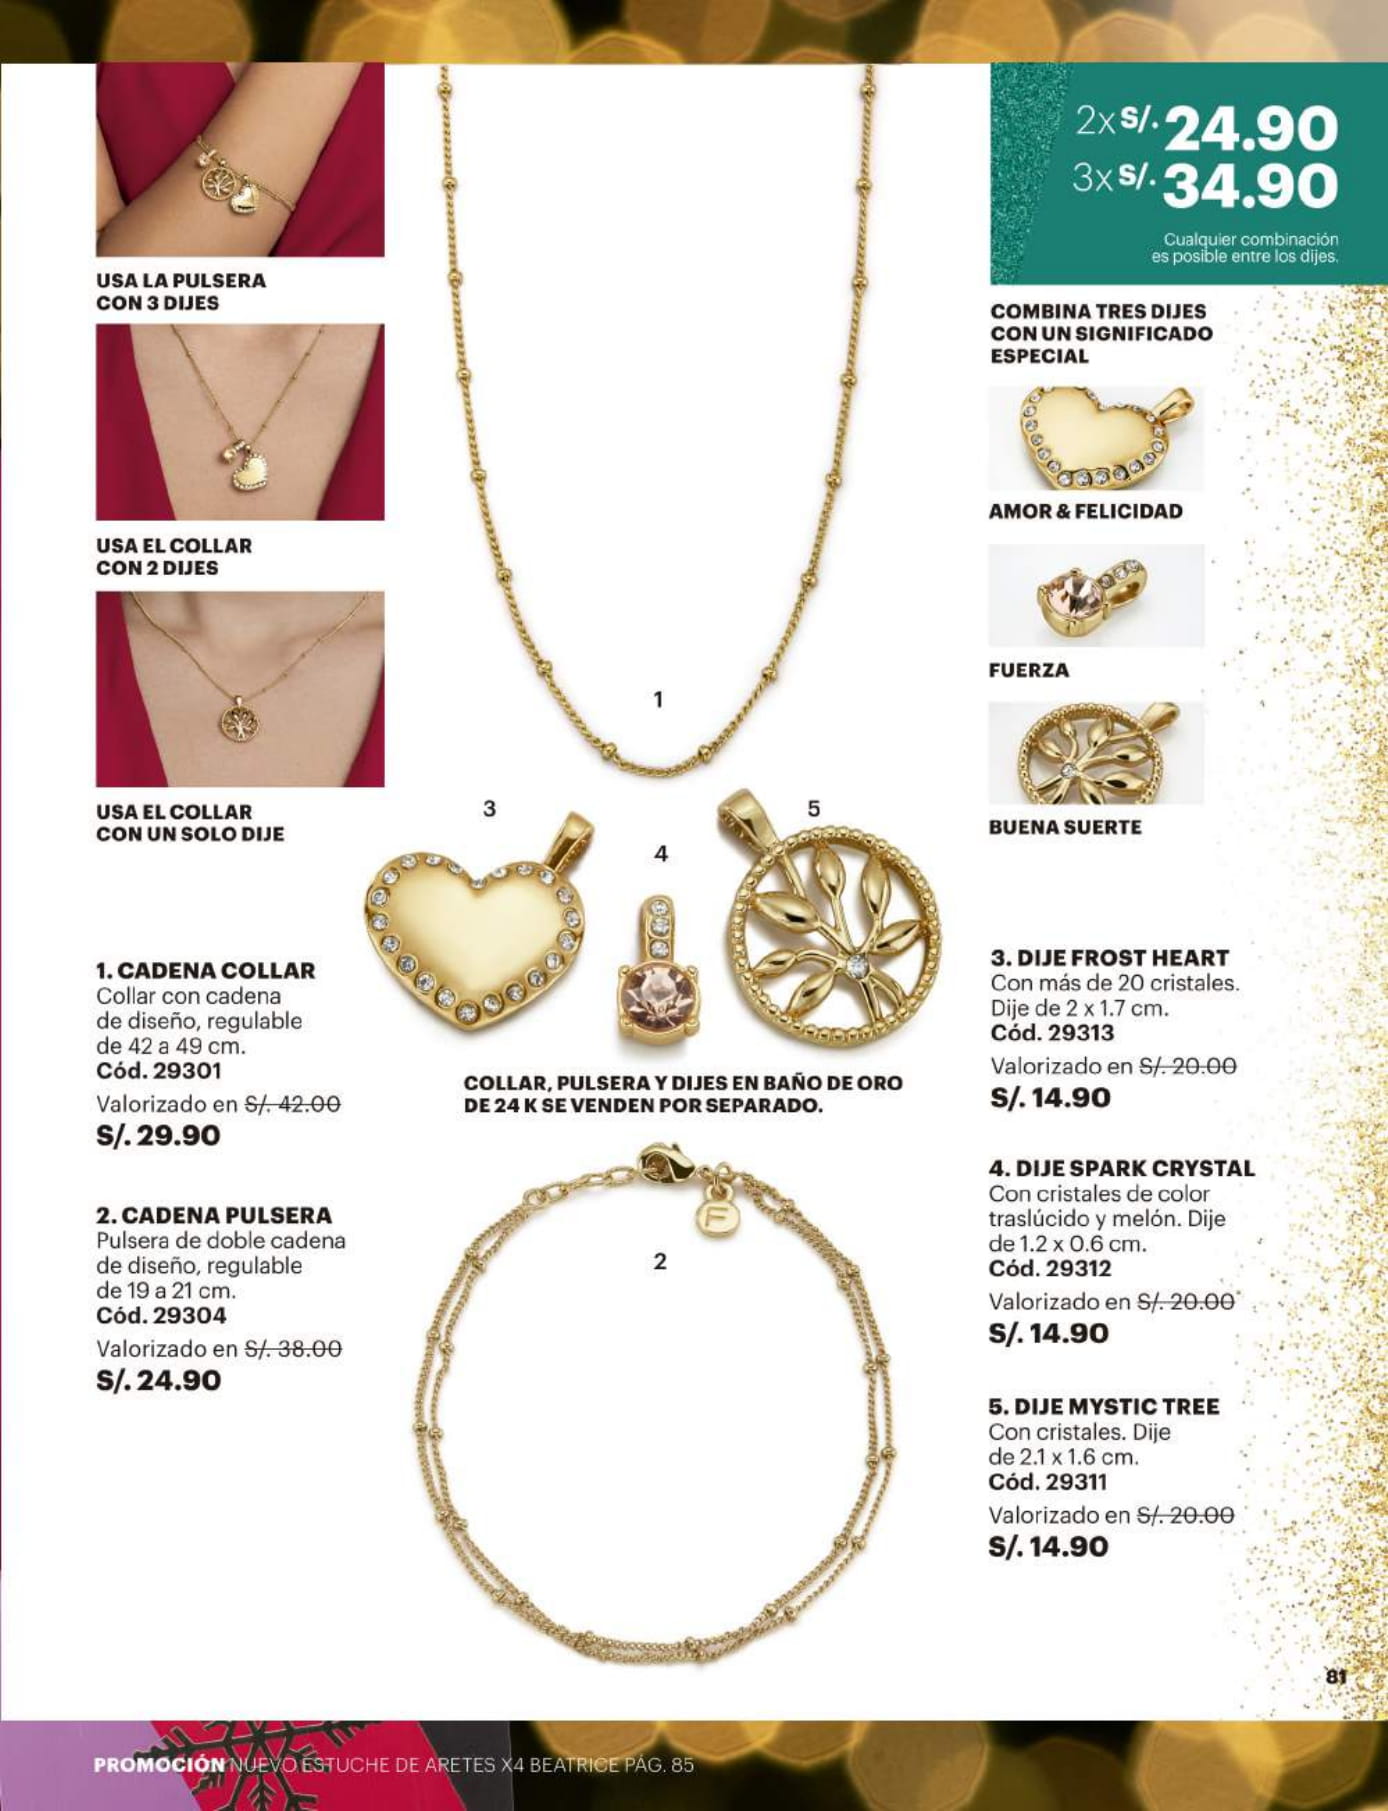 2x S/. 24.90
3x S/. 34.90
Cualquier combinación
es posible entre los dijes.
USA LA PULSERA
CON 3 DIJES
USA EL COLLAR
CON 2 DIJES
USA EL COLLAR
CON UN SOLO DIJE
COMBINA TRES DIJES
CON UN SIGNIFICADO
ESPECIAL
AMOR & FELICIDAD
FUERZA
BUENA SUERTE
1
3
4
5
1. CADENA COLLAR
Collar con cadena
de diseño, regulable
de 42 a 49 cm.
Cód. 29301
Valorizado en S/. 42.00
S/. 29.90
2. CADENA PULSERA
Pulsera de doble cadena
de diseño, regulable
de 19 a 21 cm.
Cód. 29304
Valorizado en S/. 38.00
S/. 24.90
COLLAR, PULSERA Y DIJES EN BAÑO DE ORO
DE 24 K SE VENDEN POR SEPARADO.
F
2
3. DIJE FROST HEART
Con más de 20 cristales.
Dije de 2 x 1.7 cm.
Cód. 29313
Valorizado en S/. 20.00
S/. 14.90
4. DIJE SPARK CRYSTAL
Con cristales de color
traslúcido y melón. Dije
de 1.2 x 0.6 cm.
Cód. 29312
Valorizado en S/. 20.00
S/. 14.90
5. DIJE MYSTIC TREE
Con cristales. Dije
de 2.1 x 1.6 cm.
Cód. 29311
Valorizado en S/. 20.00
S/. 14.90
81
PROMOCIÓN NUEVO ESTUCHE DE ARETES X4 BEATRICE PÁG. 85